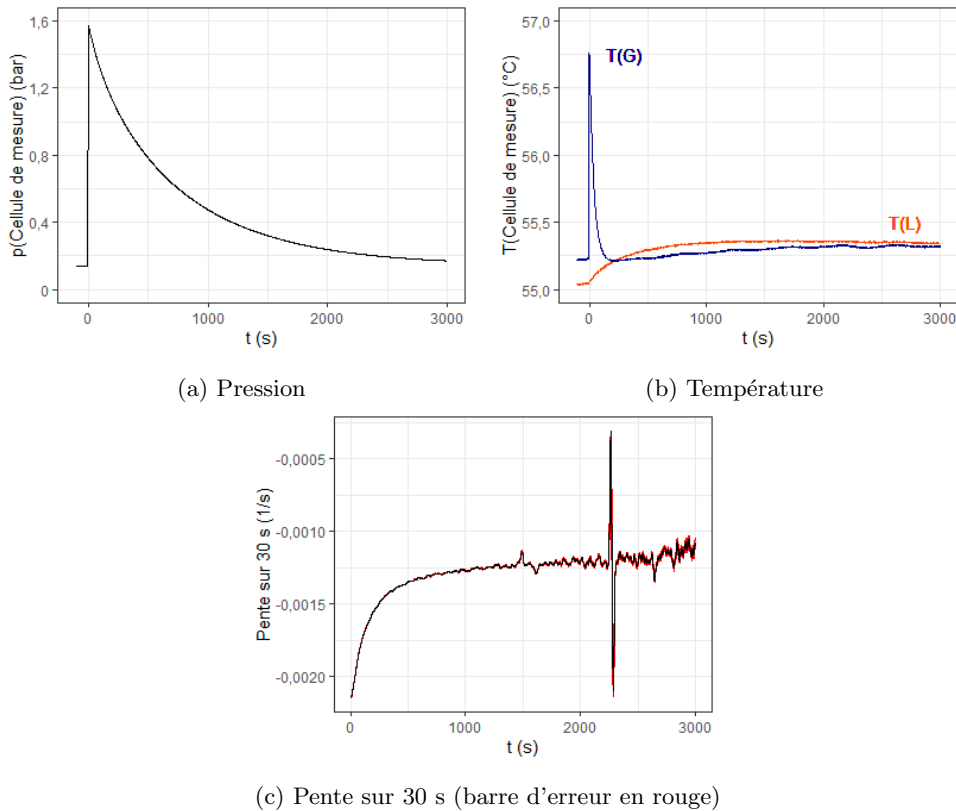 1,6
1,2
0,8
0,4
0
p(Cellule de mesure) (bar)
0
1000
2000
3000
t (s)
(a) Pression
57,0
56,5
56,0
55,5
55,0
T(Cellule de mesure) (°C)
T(G)
T(L)
0
1000
2000
3000
t (s)
(b) Température
-0,0005
-0,0010
-0,0015
-0,0020
Pente sur 30 s (1/s)
0
1000
2000
3000
t (s)
(c) Pente sur 30 s (barre d'erreur en rouge)